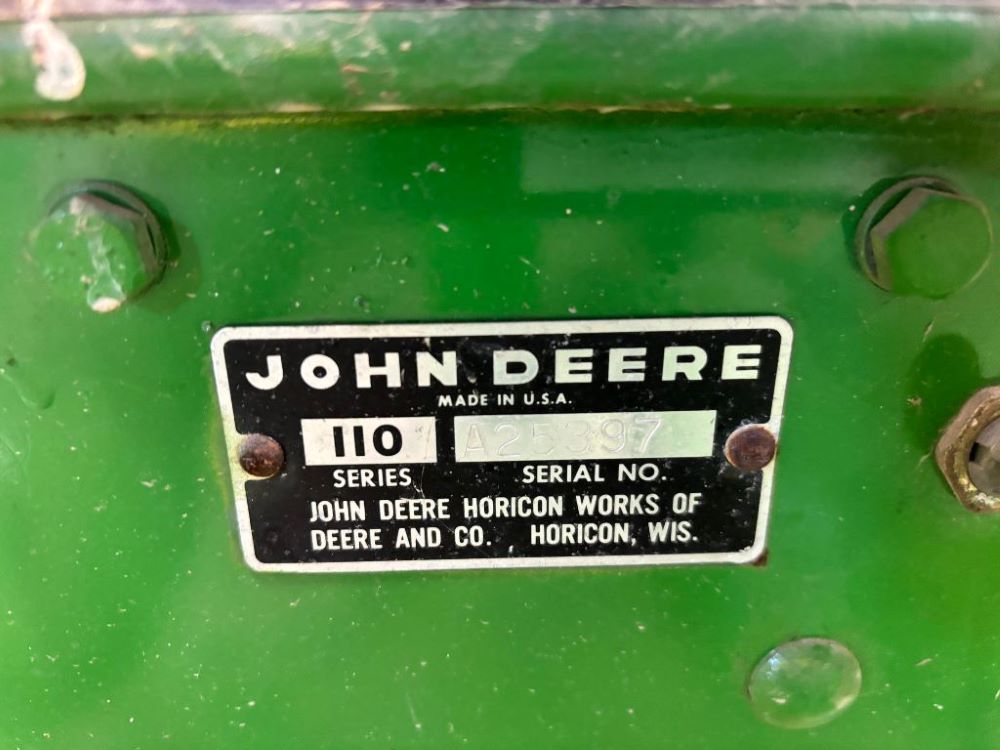 JOHN DEERE
MADE IN U.S.A.
110 A25397
SERIES SERIAL NO.
JOHN DEERE HORICON WORKS OF
DEERE AND CO. HORICON, WIS.